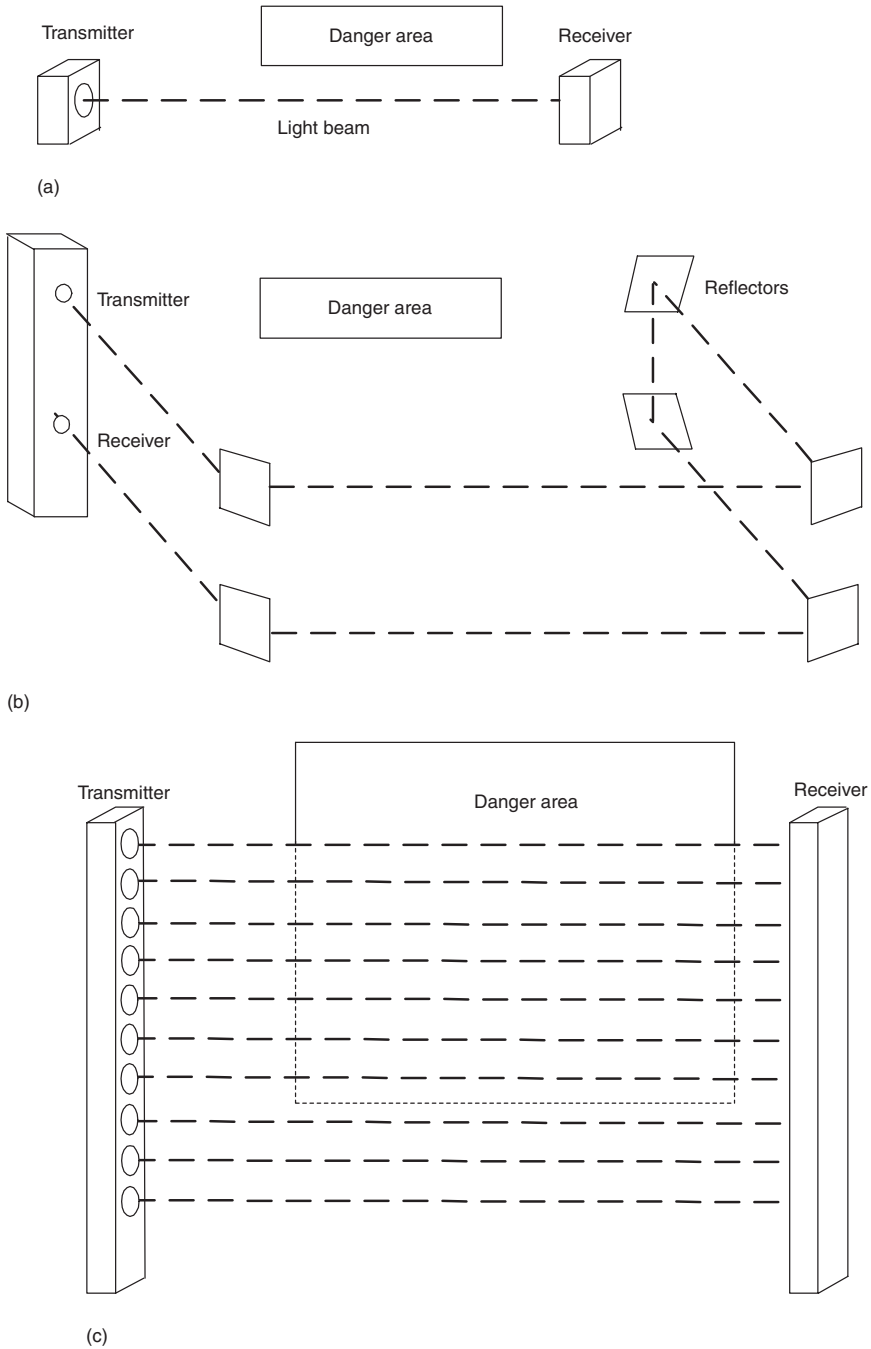 Transmitter
Danger area
Receiver
Light beam
(a)
Transmitter
Danger area
Reflectors
Receiver
(b)
Transmitter
Danger area
Receiver
(c)